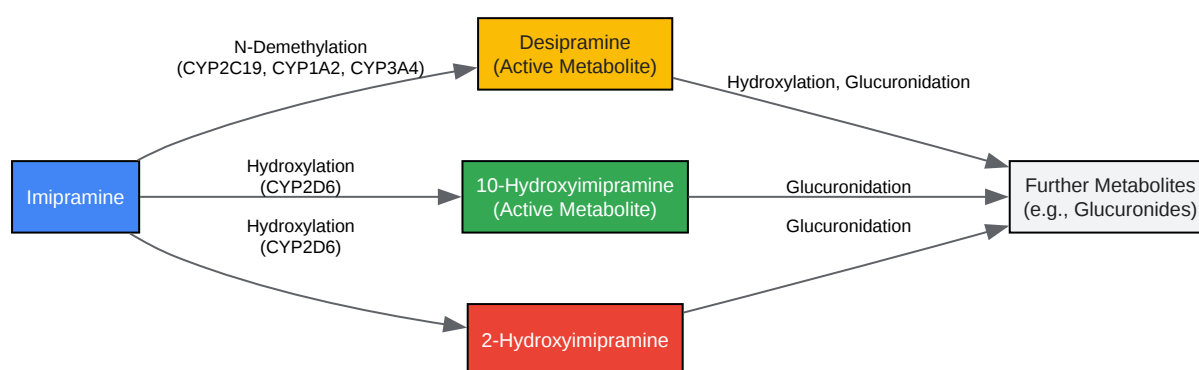 N-Demethylation
(CYP2C19, CYP1A2, CYP3A4)
Desipramine
(Active Metabolite)
Hydroxylation, Glucuronidation
Imipramine
Hydroxylation
(CYP2D6)
10-Hydroxyimipramine
(Active Metabolite)
Glucuronidation
Further Metabolites
(e.g., Glucuronides)
Hydroxylation
(CYP2D6)
Glucuronidation
2-Hydroxyimipramine